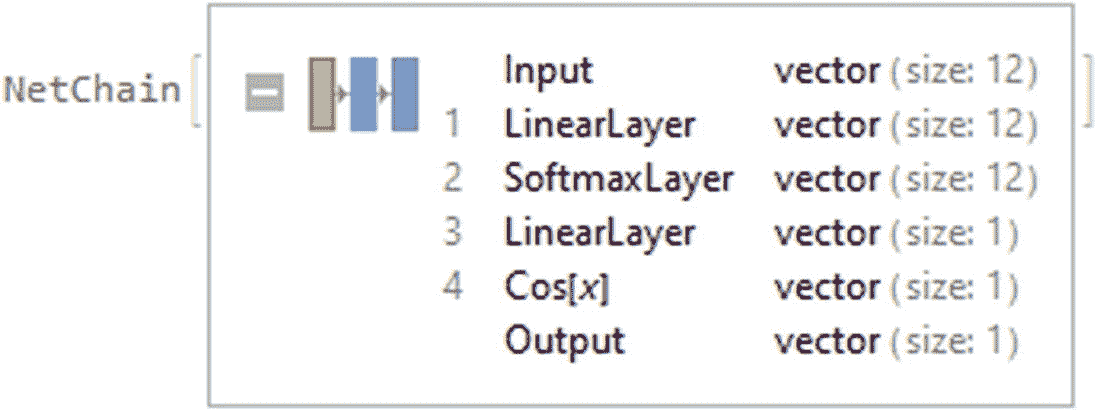 NetChain[
Input vector (size: 12)
1 LinearLayer vector (size: 12)
2 SoftmaxLayer vector (size: 12)
3 LinearLayer vector (size: 1)
4 Cos[x] vector (size: 1)
Output vector (size: 1)
]